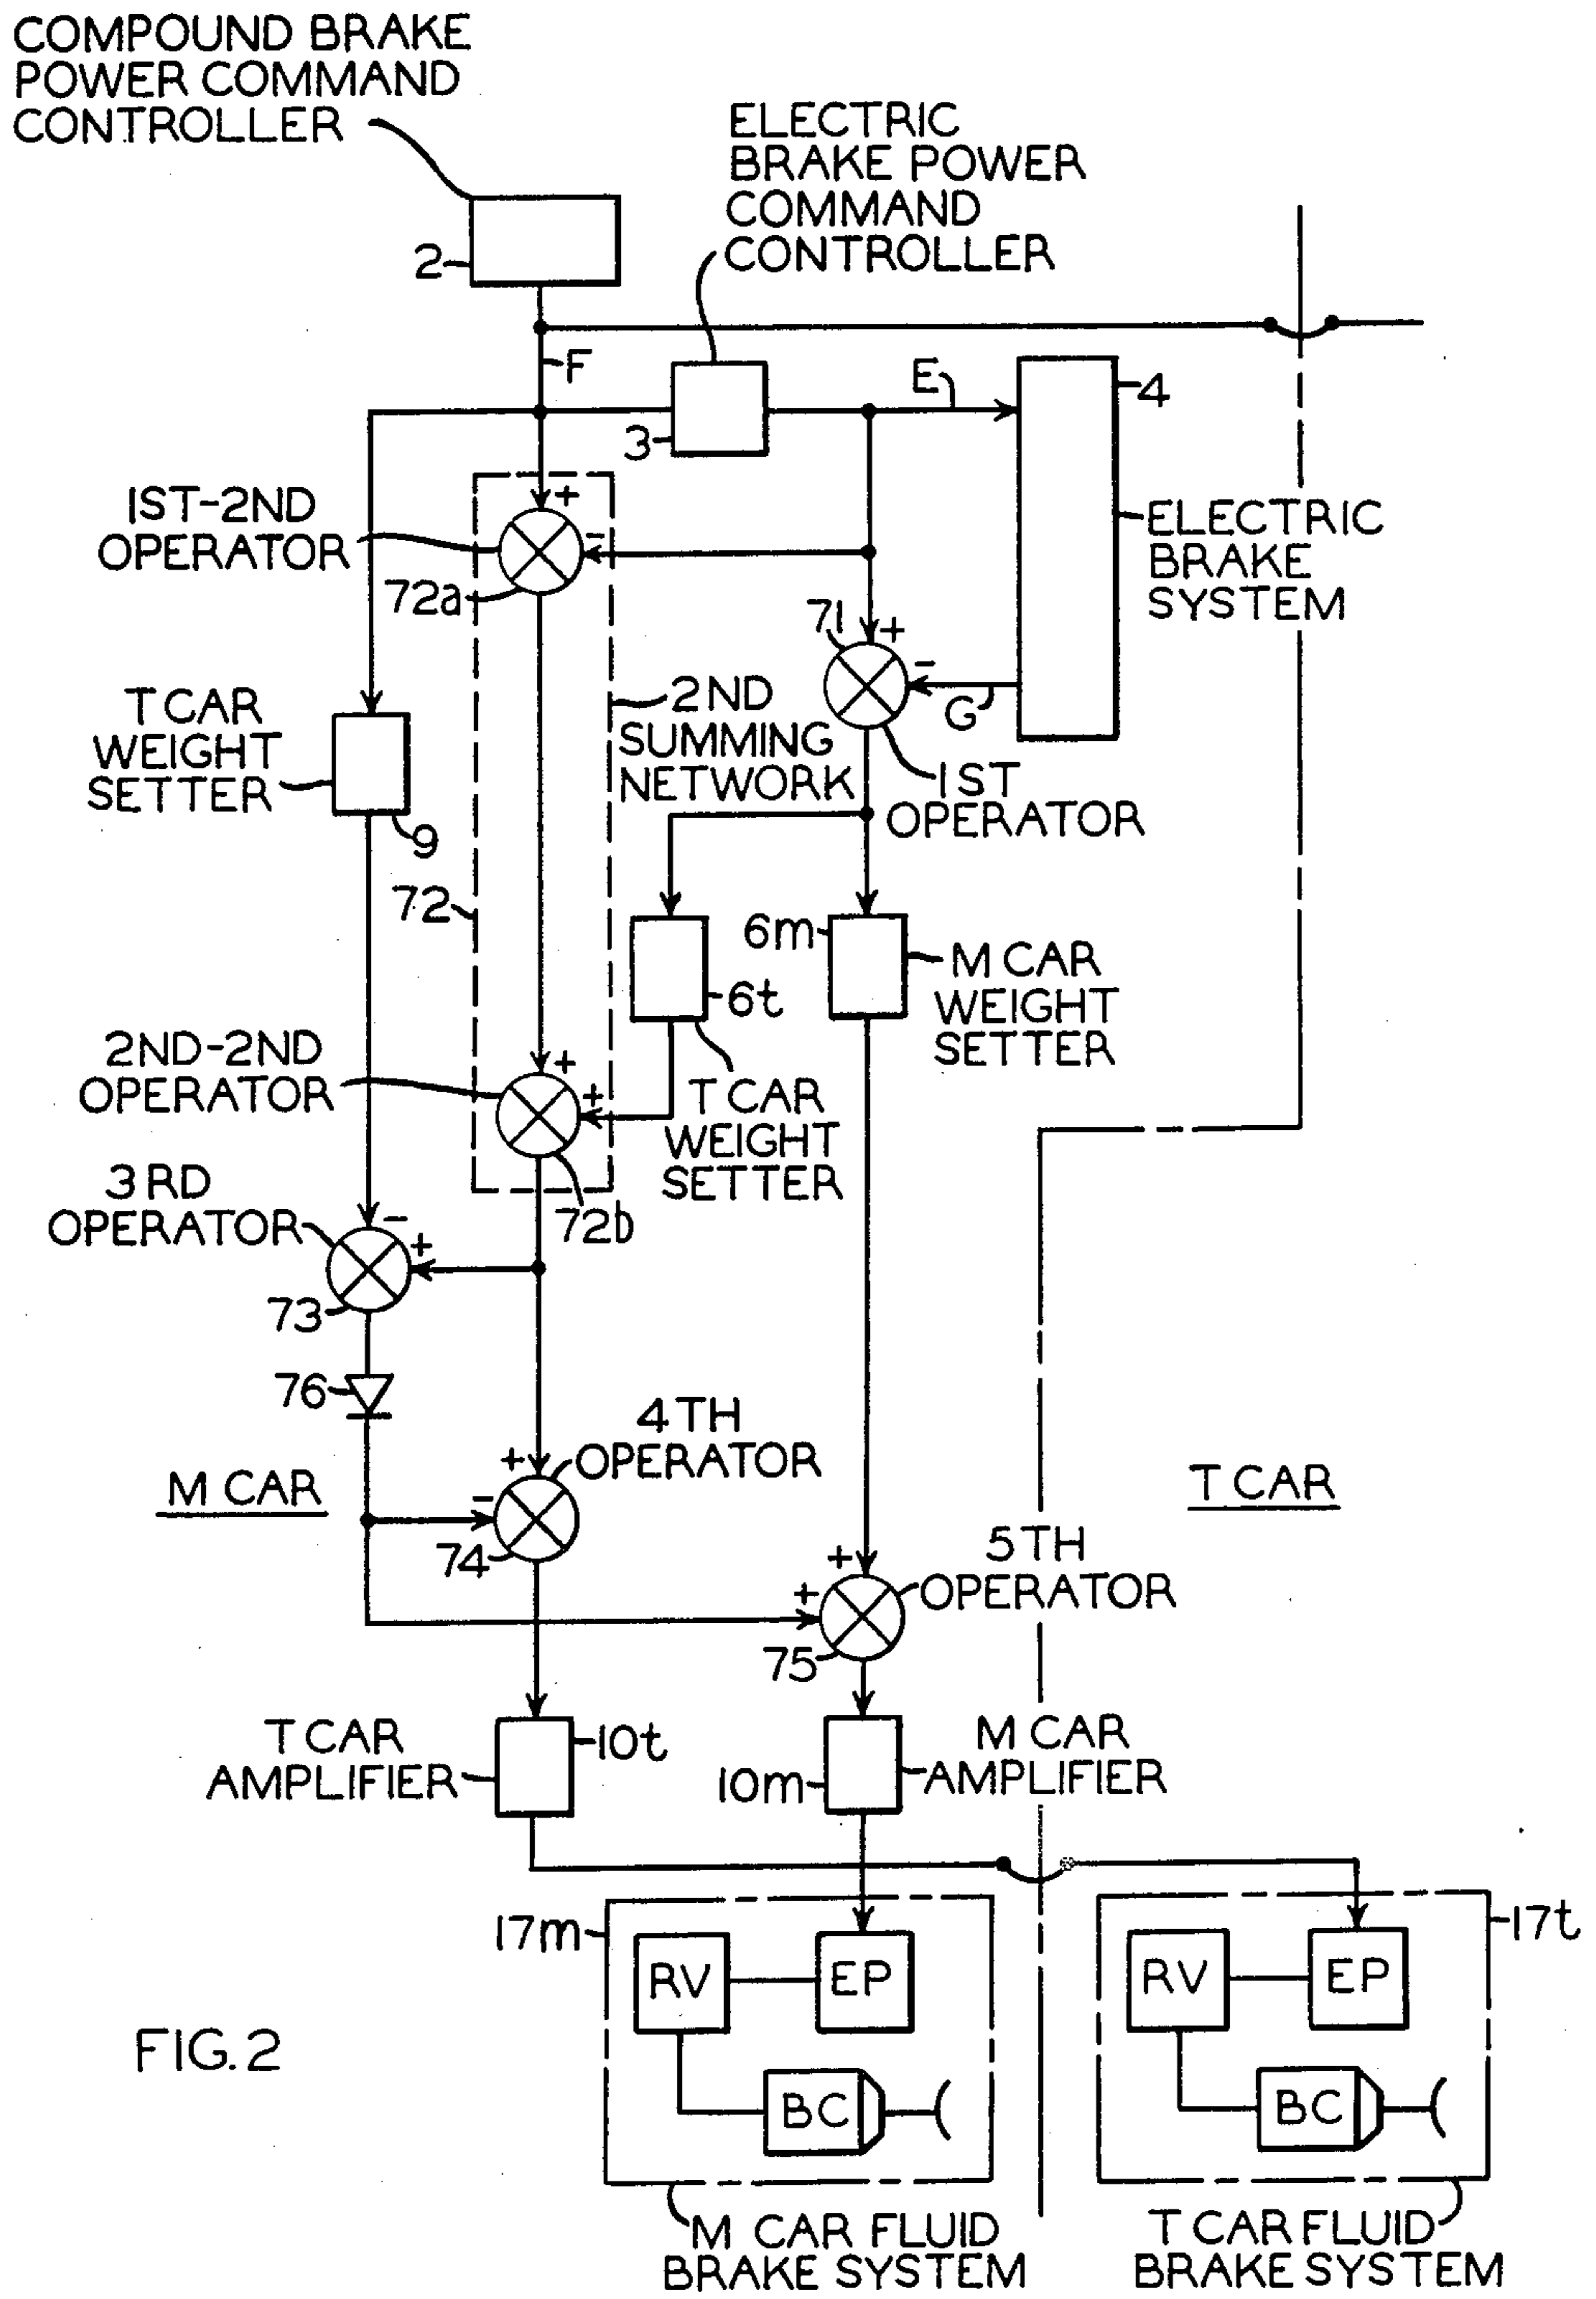 COMPOUND BRAKE
POWER COMMAND
CONTROLLER
ELECTRIC
BRAKE POWER
COMMAND
CONTROLLER
2
F
E
4
3
1ST-2ND
OPERATOR
+
-
72a
ELECTRIC
BRAKE
SYSTEM
71
+
-
G
T CAR
WEIGHT
SETTER
2ND
SUMMING
NETWORK
1ST
OPERATOR
9
72
6m
M CAR
WEIGHT
SETTER
6t
2ND-2ND
OPERATOR
+
+
T CAR
WEIGHT
SETTER
3RD
OPERATOR
-
+
72b
73
76
4TH
OPERATOR
+
-
M CAR
T CAR
74
5TH
OPERATOR
+
+
75
T CAR
AMPLIFIER
10t
M CAR
AMPLIFIER
10m
17m
17t
RV
EP
RV
EP
BC
BC
FIG. 2
M CAR FLUID
BRAKE SYSTEM
T CAR FLUID
BRAKE SYSTEM